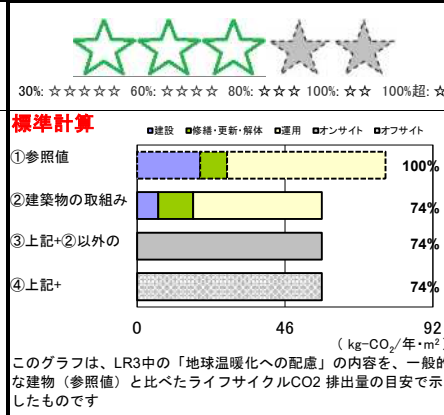 30%: ☆☆☆☆☆ 60%: ☆☆☆☆ 80%: ☆☆☆ 100%: ☆☆ 100%超: ☆
標準計算
■建設 ■修繕・更新・解体 ■運用 ■オンサイト ■オフサイト
①参照値
100%
②建築物の取組み
74%
③上記+②以外の
74%
④上記+
74%
0 46 92
( kg-CO₂/年・m²)
このグラフは、LR3中の「地球温暖化への配慮」の内容を、一般的
な建物（参照値）と比べたライフサイクルCO2 排出量の目安で示
したものです